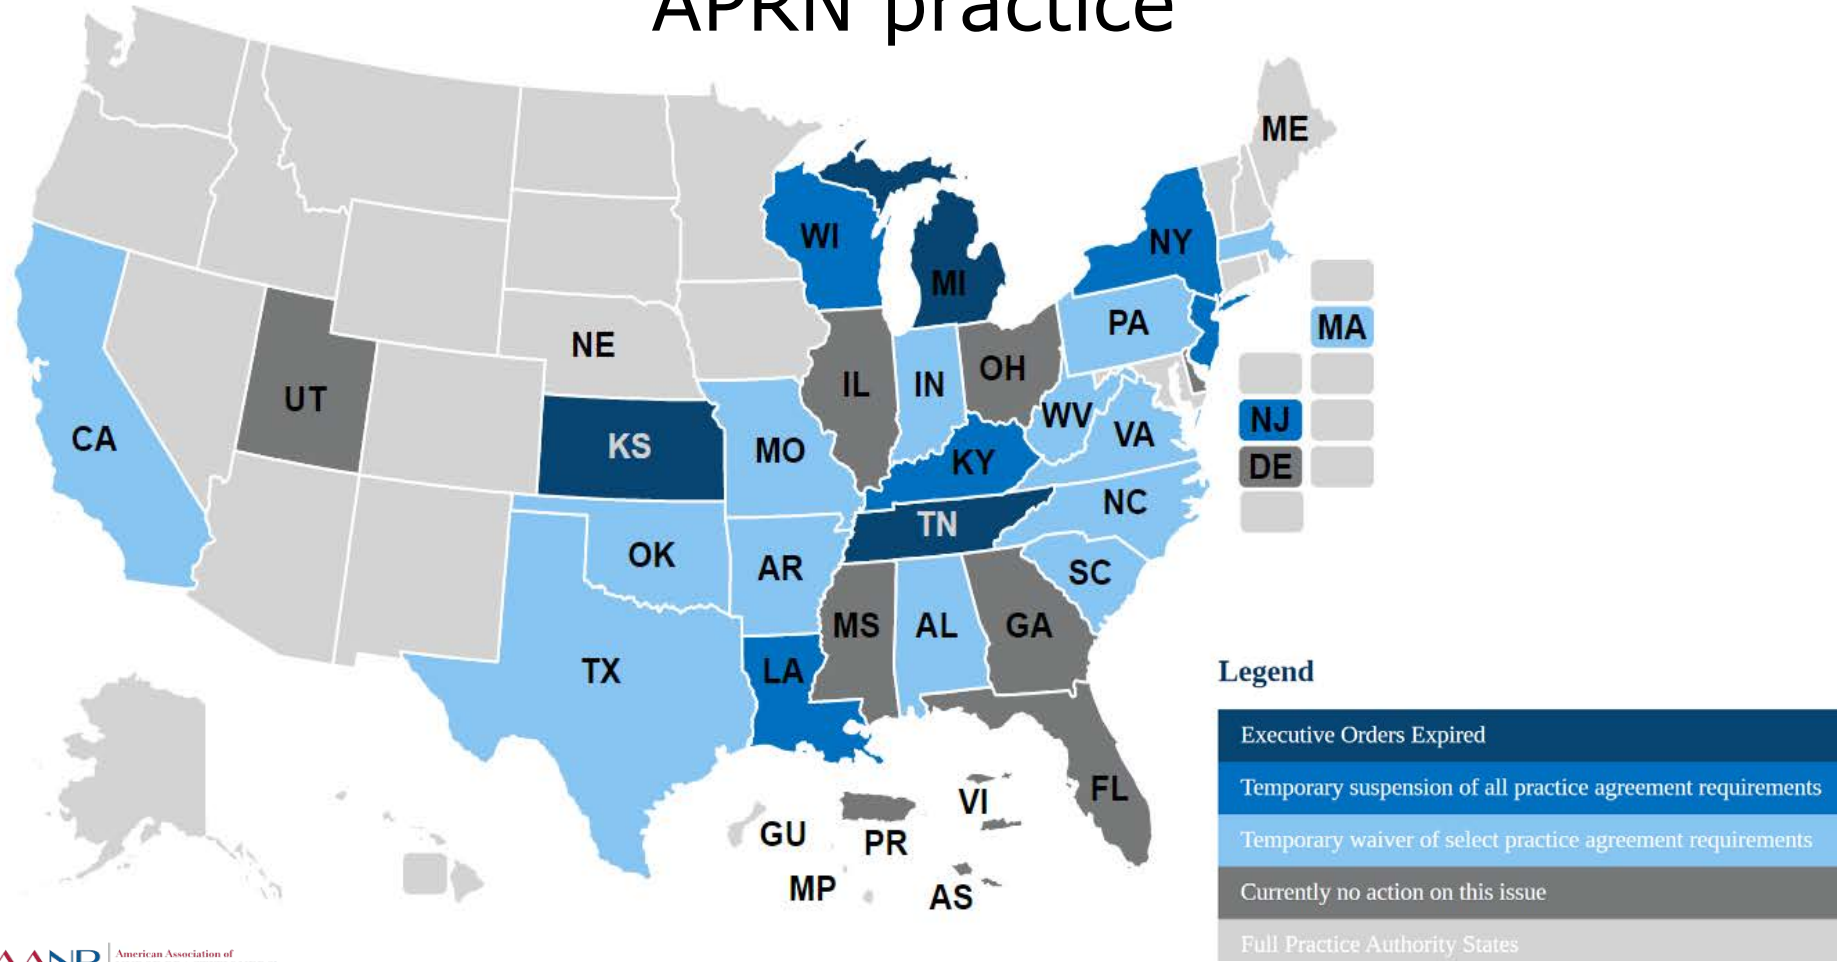 APRN practice
ME
WI
NY
MI
MA
PA
NE
IL
IN
OH
UT
WV
VA
NJ
CA
KS
MO
KY
DE
NC
TN
OK
AR
SC
MS
AL
GA
TX
LA
Legend
Executive Orders Expired
Temporary suspension of all practice agreement requirements
FL
VI
GU
PR
Temporary waiver of select practice agreement requirements
MP
AS
Currently no action on this issue
Full Practice Authority States
AANP
American Association of